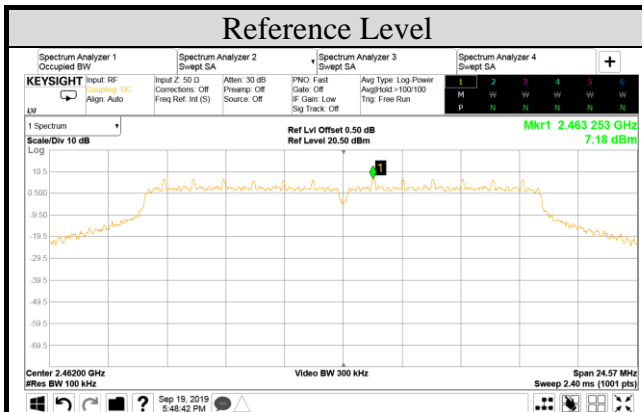 Reference Level
Spectrum Analyzer 1
Occupied BW
Spectrum Analyzer 2
Swept SA
Spectrum Analyzer 3
Swept SA
Spectrum Analyzer 4
Swept SA
+
KEYSIGHT
Input: RF
Coupling: DC
Align: Auto
Input Z: 50 Ω
Corrections: Off
Freq Ref: Int (S)
Atten: 30 dB
Preamp: Off
Source: Off
PNO: Fast
Gate: Off
IF Gain: Low
Sig Track: Off
Avg Type: Log-Power
Avg|Hold:>100/100
Trig: Free Run
1 2 3 4 5 6
M W W W W W
P N N N N N
LXI
1 Spectrum
Scale/Div 10 dB
Ref Lvl Offset 0.50 dB
Ref Level 20.50 dBm
Mkr1 2.463 253 GHz
7.18 dBm
Log
1
10.5
0.500
-9.50
-19.5
-29.5
-39.5
-49.5
-59.5
-69.5
Center 2.46200 GHz
#Res BW 100 kHz
Video BW 300 kHz
Span 24.57 MHz
Sweep 2.40 ms (1001 pts)
?
Sep 19, 2019
5:48:42 PM